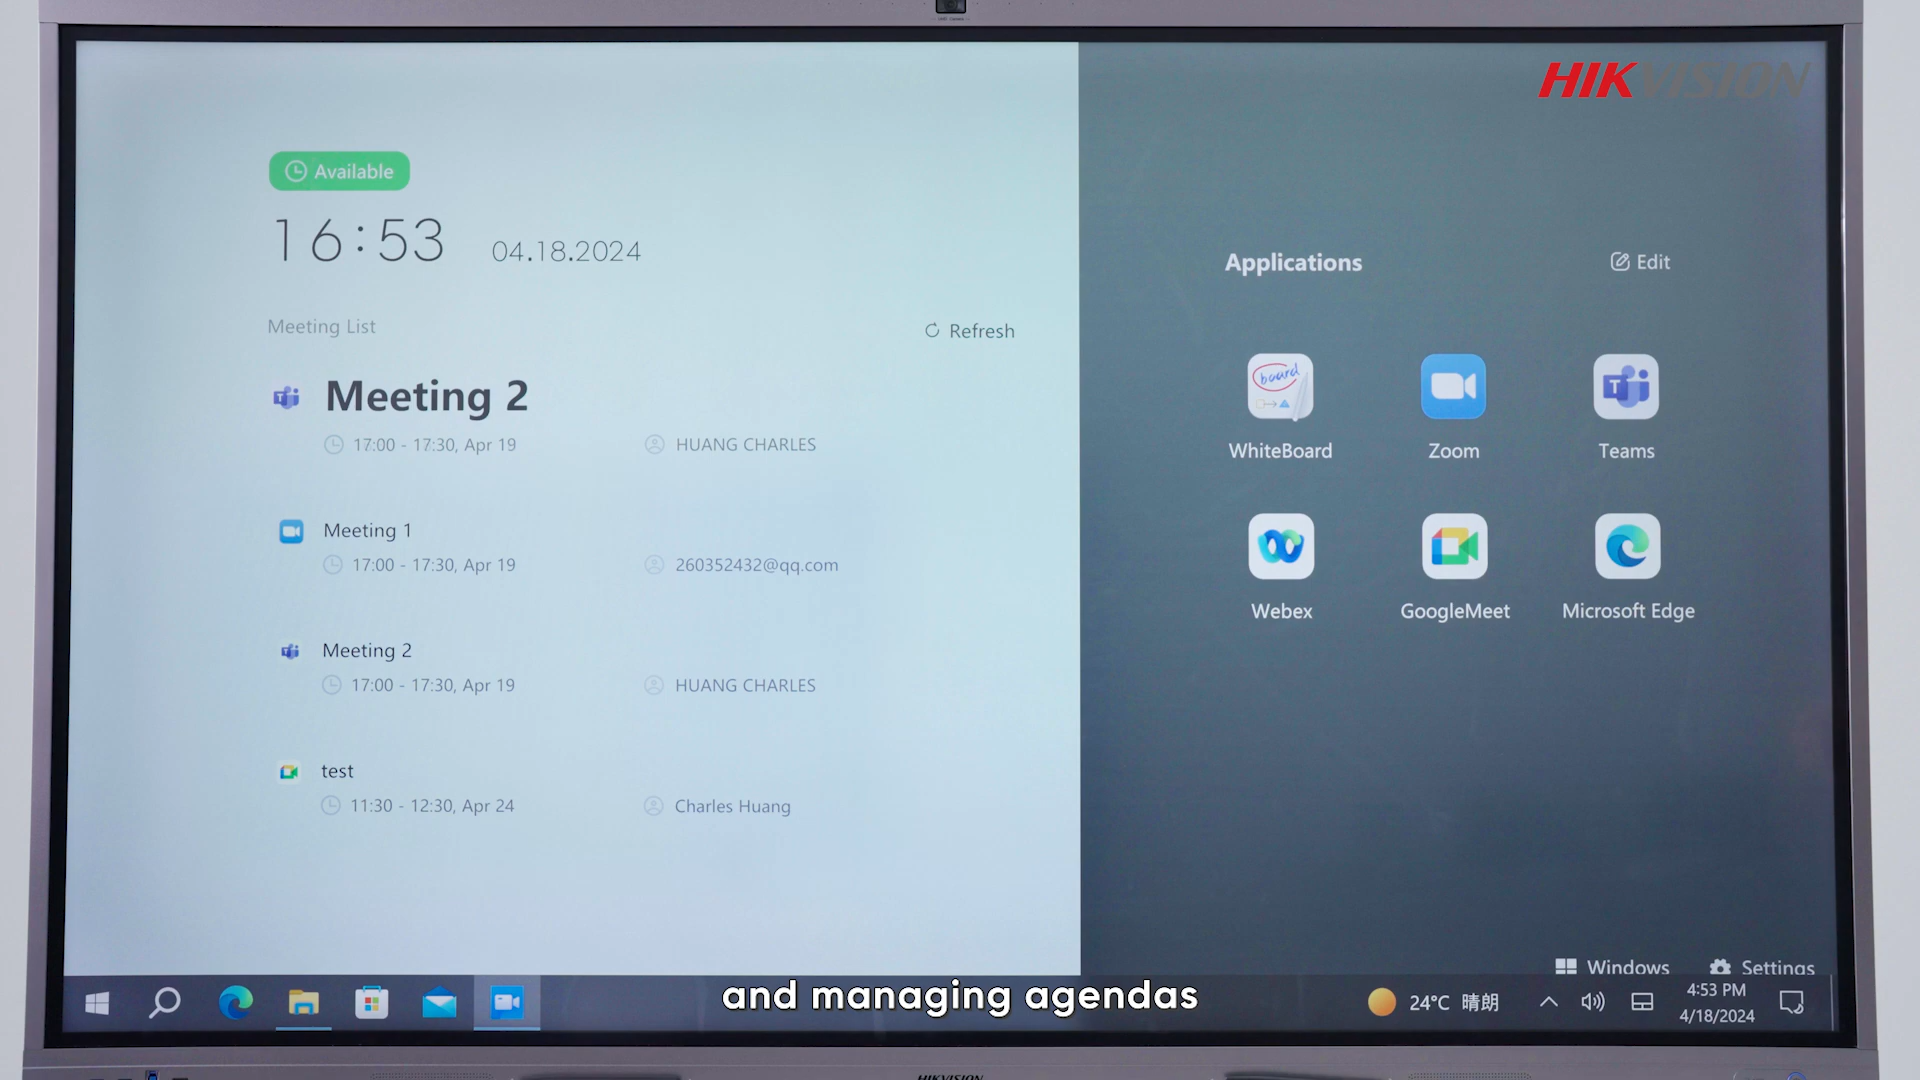 HIKVISION
Available
16:53 04.18.2024
Meeting List
Refresh
Meeting 2
17:00 - 17:30, Apr 19
HUANG CHARLES
Meeting 1
17:00 - 17:30, Apr 19
260352432@qq.com
Meeting 2
17:00 - 17:30, Apr 19
HUANG CHARLES
test
11:30 - 12:30, Apr 24
Charles Huang
Applications
Edit
board
WhiteBoard
Zoom
Teams
Webex
GoogleMeet
Microsoft Edge
Windows
Settings
and managing agendas
24°C 晴朗
4:53 PM
4/18/2024
HIKVISION